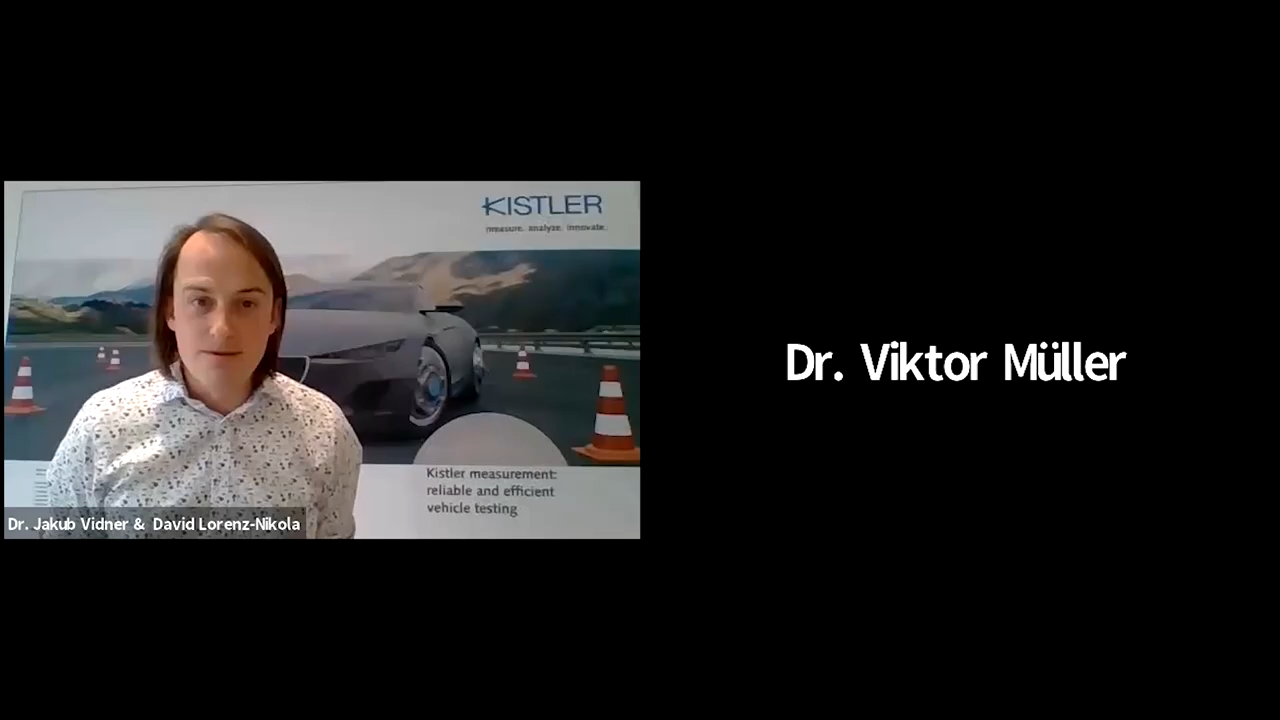 KISTLER
measure. analyze. innovate.
Kistler measurement:
reliable and efficient
vehicle testing
Dr. Jakub Vidner & David Lorenz-Nikola
Dr. Viktor Müller